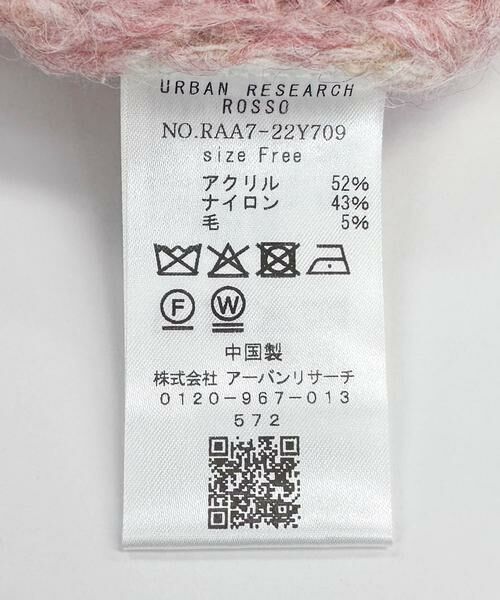 URBAN RESEARCH
ROSSO
NO.RAA7-22Y709
size Free
アクリル 52%
ナイロン 43%
毛 5%
F W
中国製
株式会社 アーバンリサーチ
0120-967-013
572